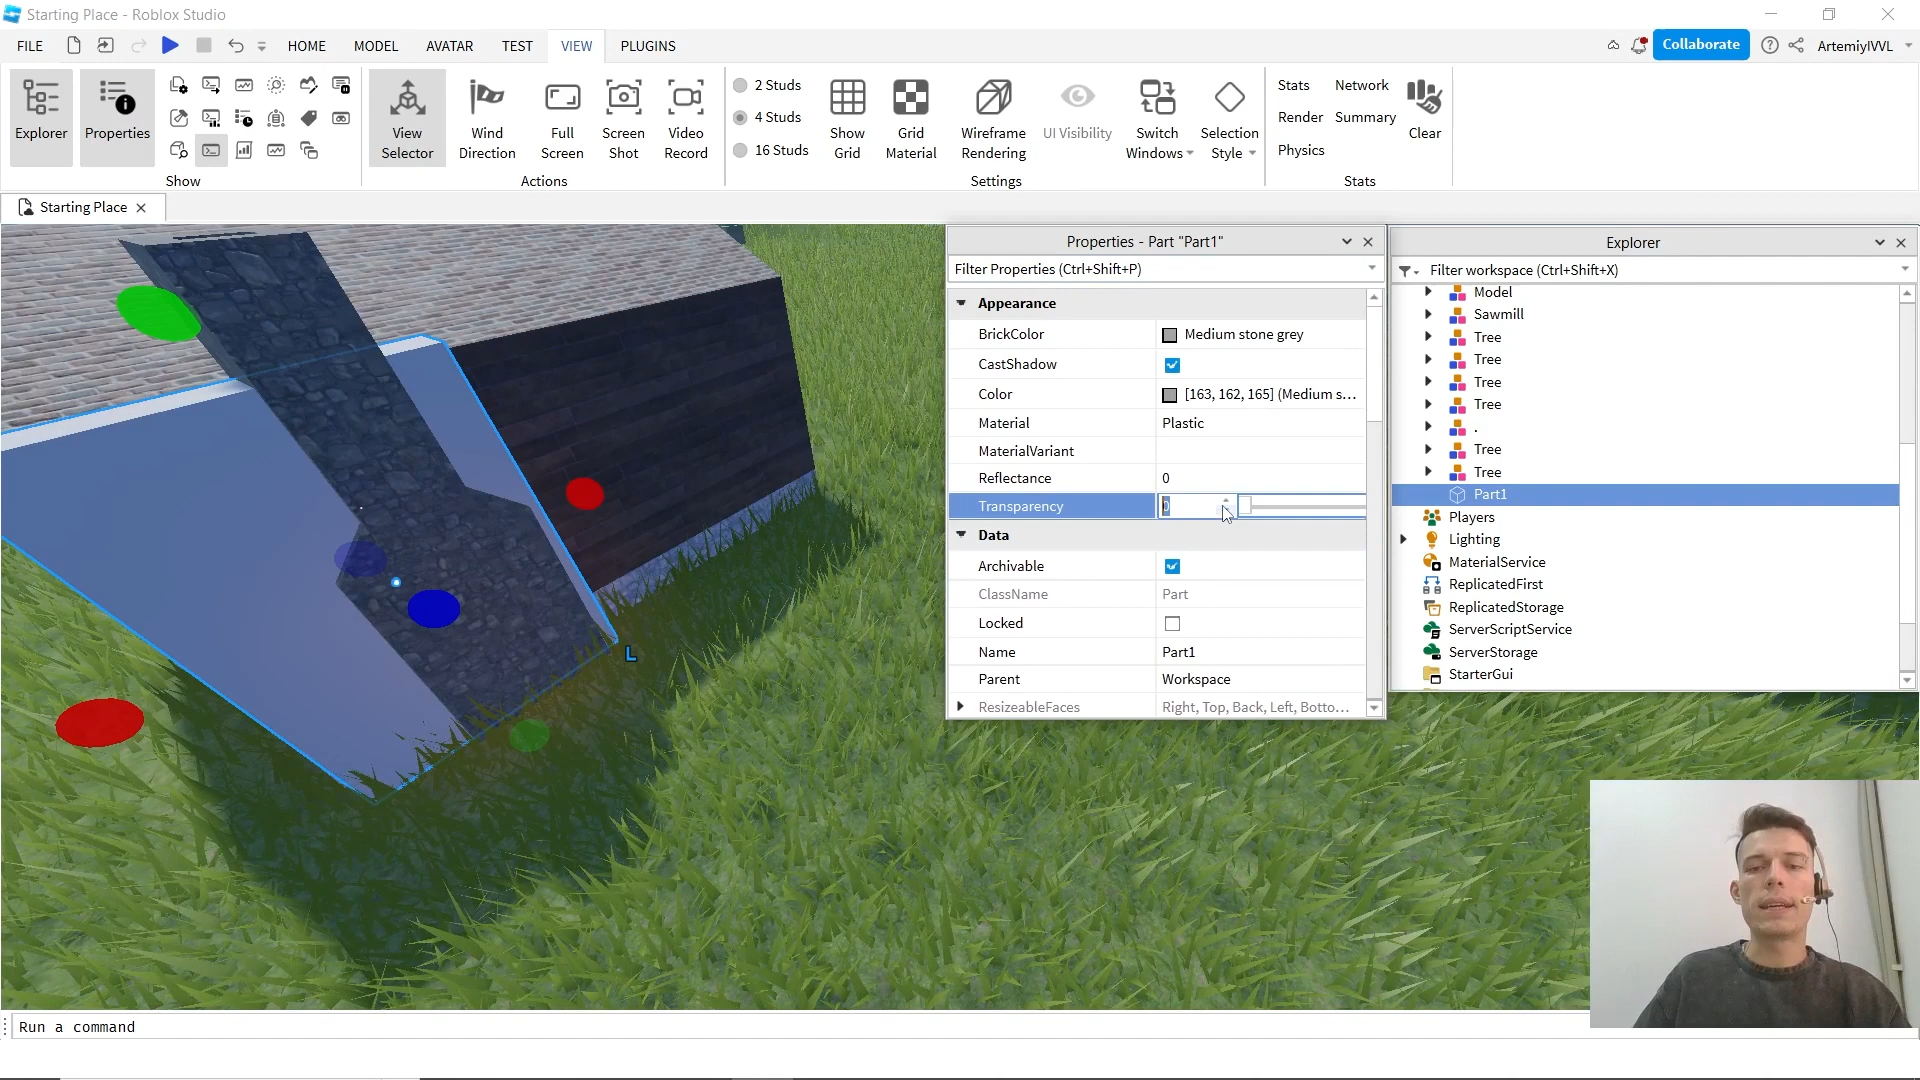 Starting Place - Roblox Studio
FILE HOME MODEL AVATAR TEST VIEW PLUGINS Collaborate ArtemiyIVVL
Explorer
Properties
Show
View Selector
Wind Direction
Full Screen
Screen Shot
Video Record
Actions
2 Studs
4 Studs
16 Studs
Show Grid
Grid Material
Wireframe Rendering
UI Visibility
Switch Windows
Selection Style
Settings
Stats Network
Render Summary
Physics
Clear
Stats
Starting Place
Properties - Part "Part1"
Filter Properties (Ctrl+Shift+P)
Appearance
BrickColor Medium stone grey
CastShadow
Color [163, 162, 165] (Medium s...
Material Plastic
MaterialVariant
Reflectance 0
Transparency 0
Data
Archivable
ClassName Part
Locked
Name Part1
Parent Workspace
ResizeableFaces Right, Top, Back, Left, Botto...
Explorer
Filter workspace (Ctrl+Shift+X)
Model
Sawmill
Tree
Tree
Tree
Tree
.
Tree
Tree
Part1
Players
Lighting
MaterialService
ReplicatedFirst
ReplicatedStorage
ServerScriptService
ServerStorage
StarterGui
L
Run a command